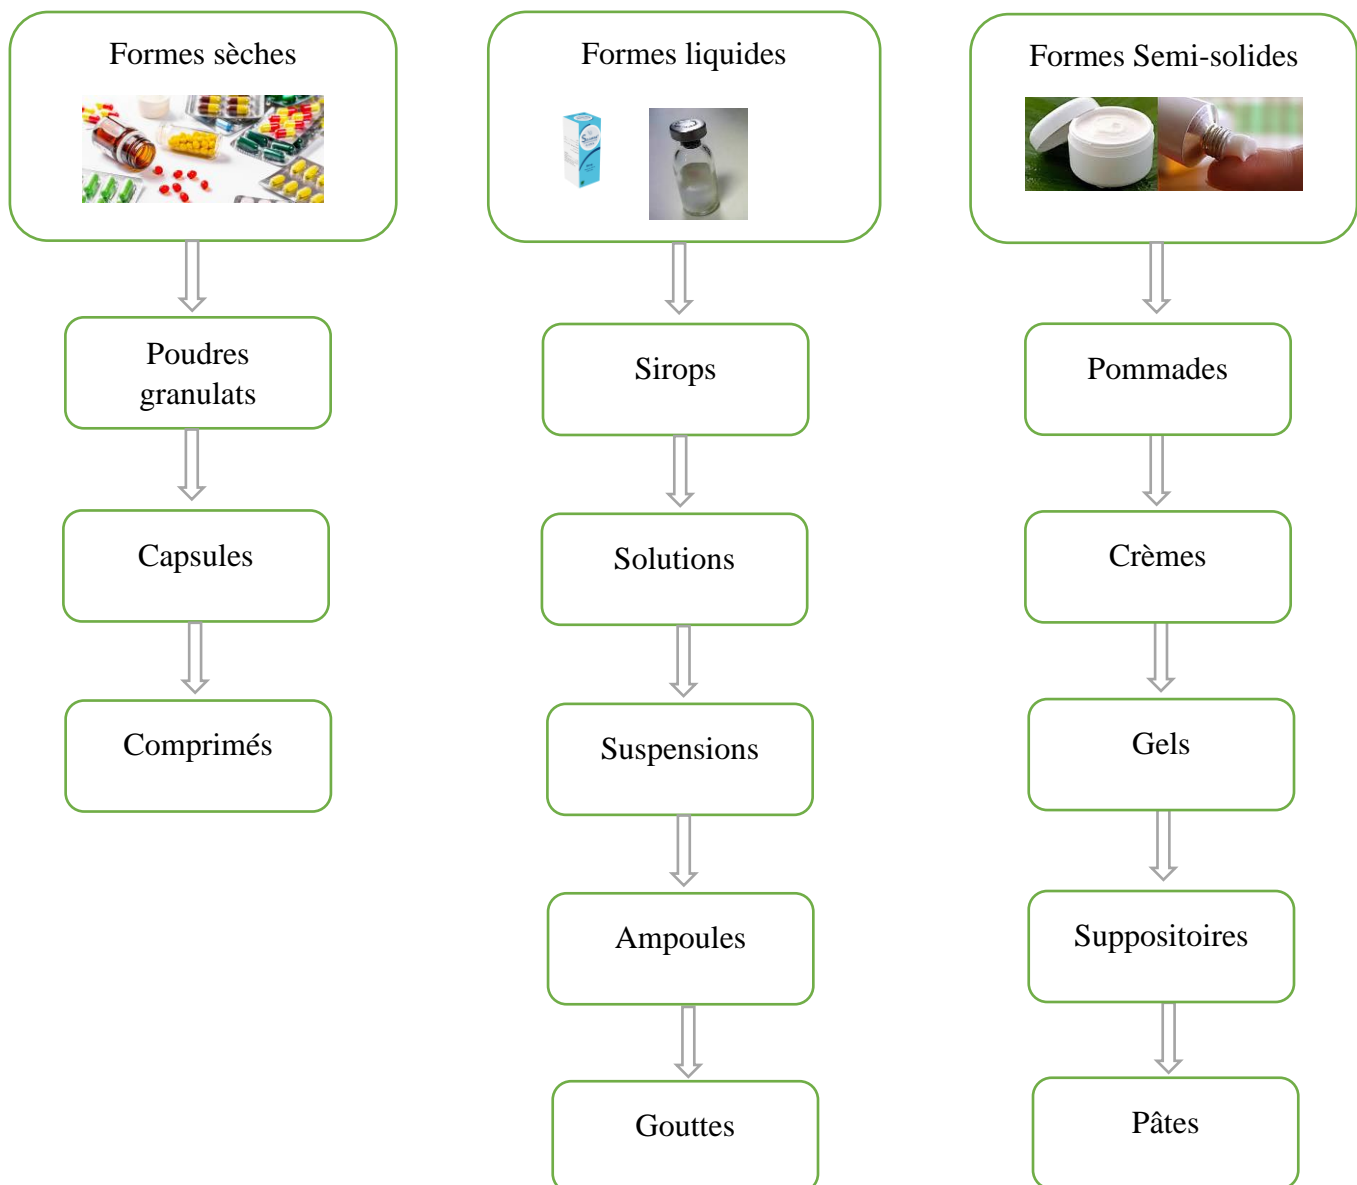 Formes sèches
Poudres
granulats
Capsules
Comprimés
Formes liquides
Sirops
Solutions
Suspensions
Ampoules
Gouttes
Formes Semi-solides
Pommades
Crèmes
Gels
Suppositoires
Pâtes